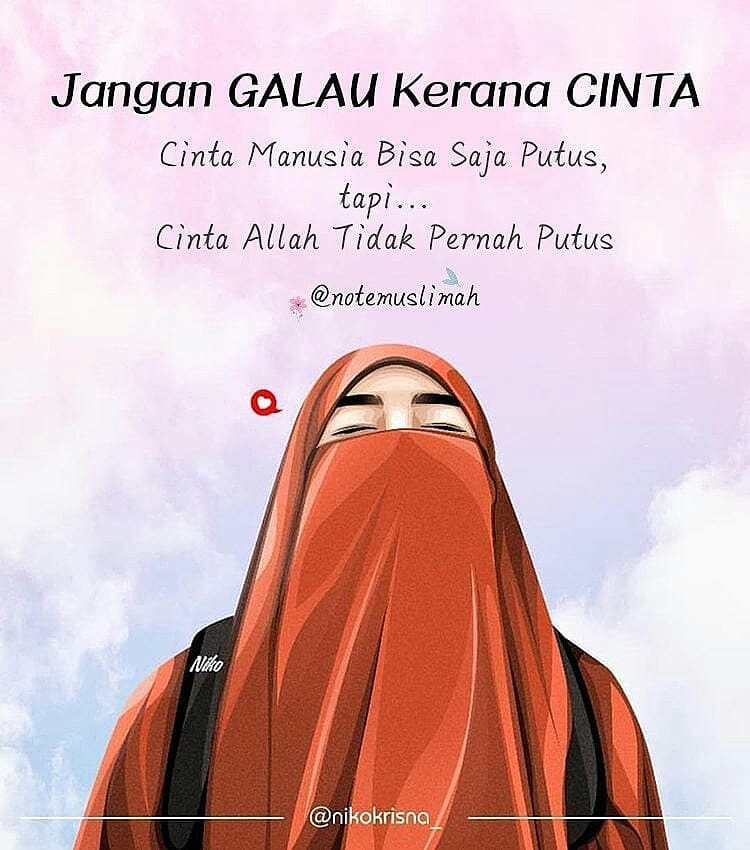 Jangan GALAU Kerana CINTA
Cinta Manusia Bisa Saja Putus,
tapi...
Cinta Allah Tidak Pernah Putus
@notemuslimah
Niko
@nikokrisna_